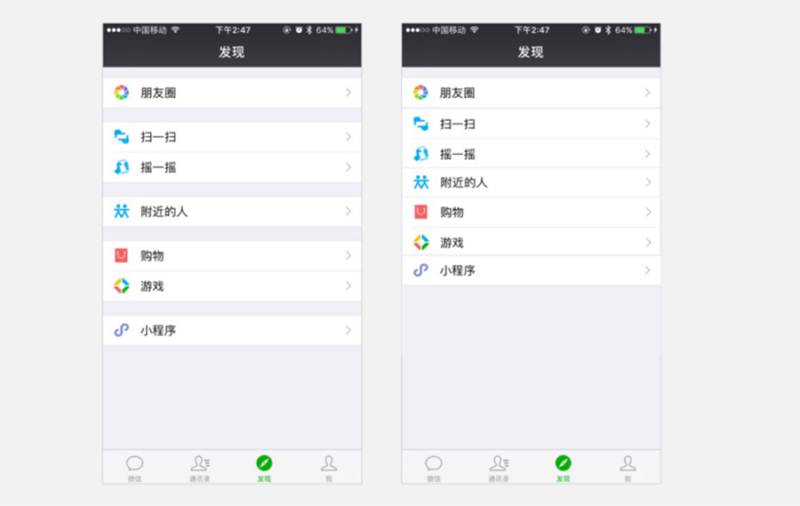 中国移动 下午2:47 64%
发现
朋友圈
扫一扫
摇一摇
附近的人
购物
游戏
小程序
微信 通讯录 发现 我
中国移动 下午2:47 64%
发现
朋友圈
扫一扫
摇一摇
附近的人
购物
游戏
小程序
微信 通讯录 发现 我